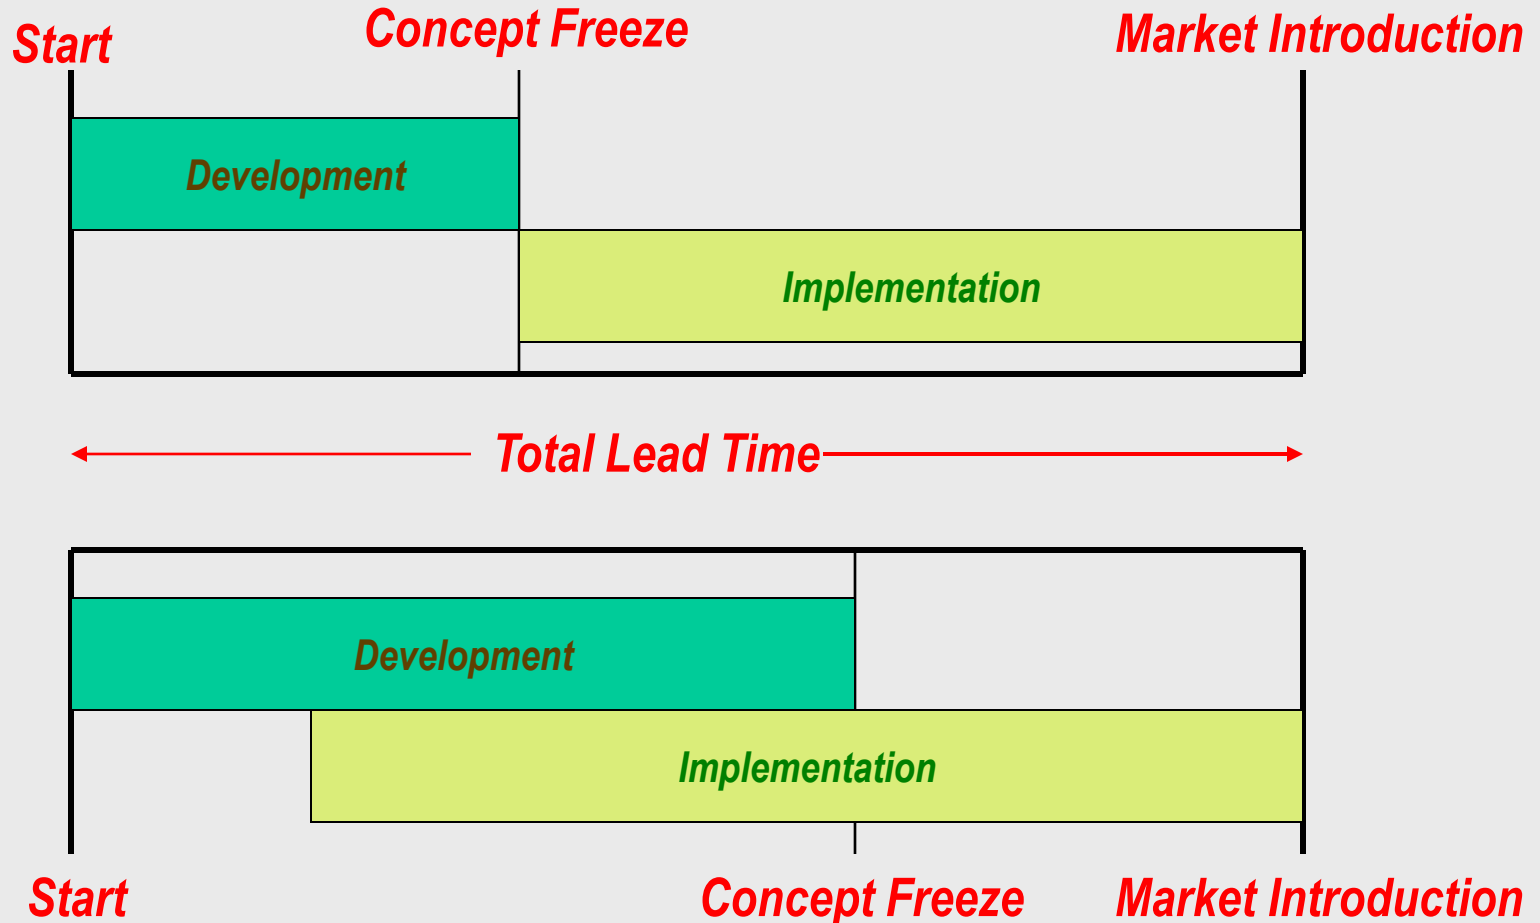 Start
Concept Freeze
Market Introduction
Development
Implementation
Total Lead Time
Development
Implementation
Start
Concept Freeze
Market Introduction